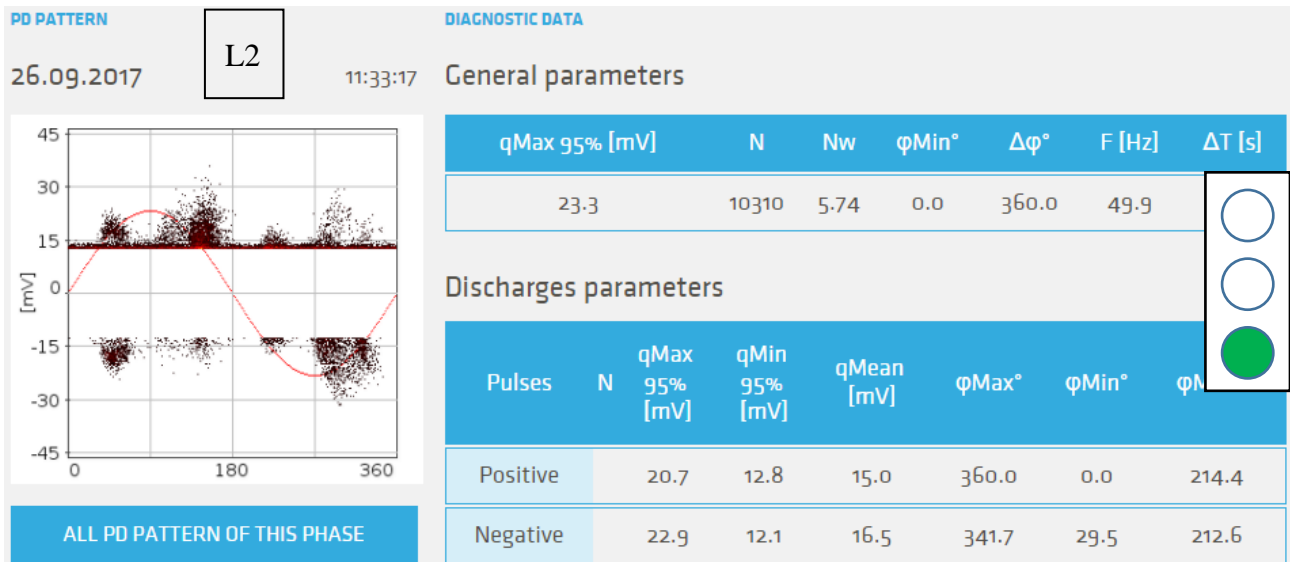 PD PATTERN
26.09.2017
L2
11:33:17
45
30
15
0
-15
-30
-45
[mV]
0 180 360
ALL PD PATTERN OF THIS PHASE
DIAGNOSTIC DATA
General parameters
qMax 95% [mV] N Nw φMin° Δφ° F [Hz] ΔT [s]
23.3 10310 5.74 0.0 360.0 49.9
Discharges parameters
Pulses N qMax 95% [mV] qMin 95% [mV] qMean [mV] φMax° φMin°
Positive 20.7 12.8 15.0 360.0 0.0 214.4
Negative 22.9 12.1 16.5 341.7 29.5 212.6